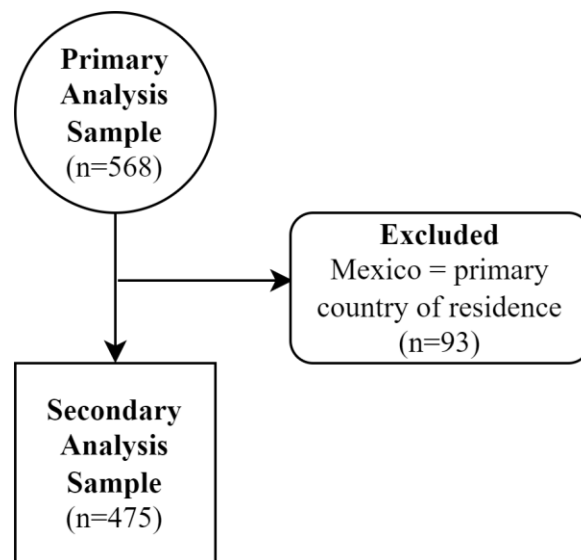 Primary
Analysis
Sample
(n=568)
Excluded
Mexico = primary
country of residence
(n=93)
Secondary
Analysis
Sample
(n=475)